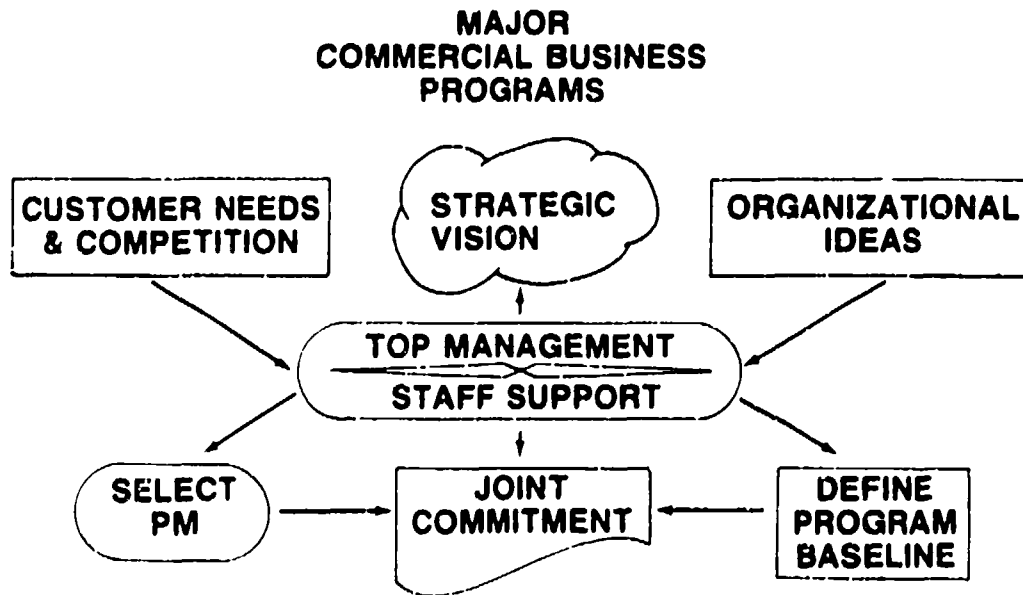 MAJOR
COMMERCIAL BUSINESS
PROGRAMS
CUSTOMER NEEDS
& COMPETITION
STRATEGIC
VISION
ORGANIZATIONAL
IDEAS
TOP MANAGEMENT
STAFF SUPPORT
SELECT
PM
JOINT
COMMITMENT
DEFINE
PROGRAM
BASELINE